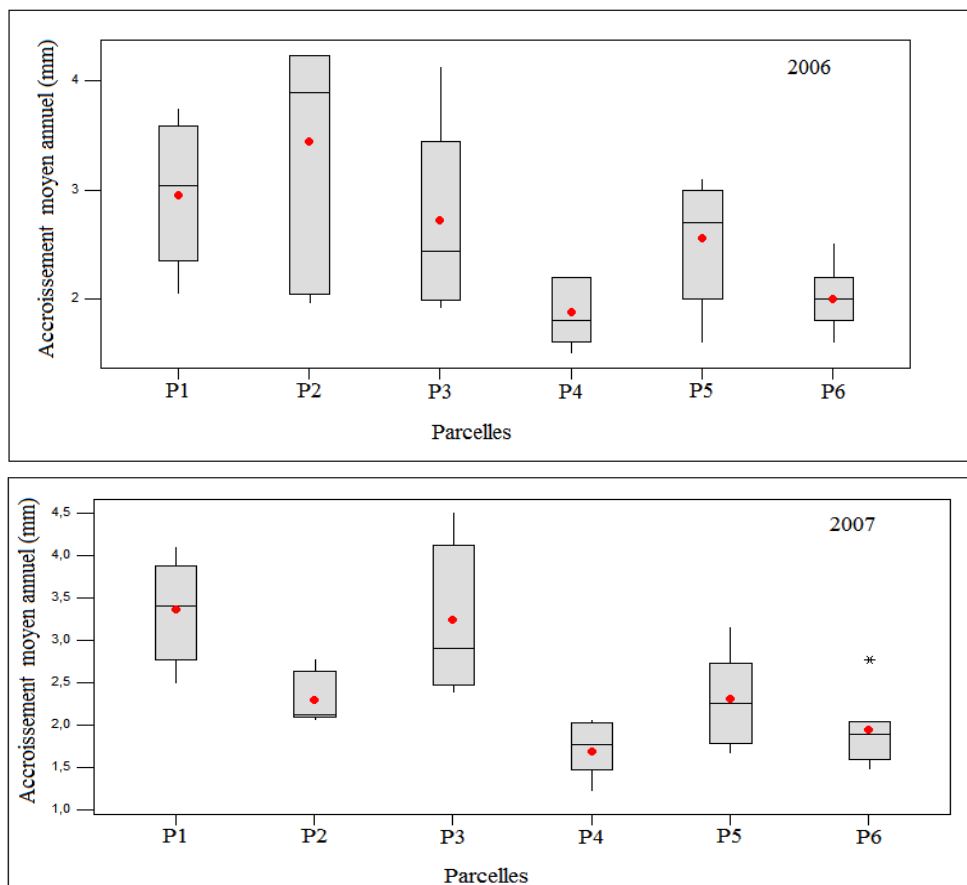 Accroissement moyen annuel (mm)
2006
4
3
2
P1 P2 P3 P4 P5 P6
Parcelles
Accroissement moyen annuel (mm)
2007
4,5
4,0
3,5
3,0
2,5
2,0
1,5
1,0
P1 P2 P3 P4 P5 P6
Parcelles